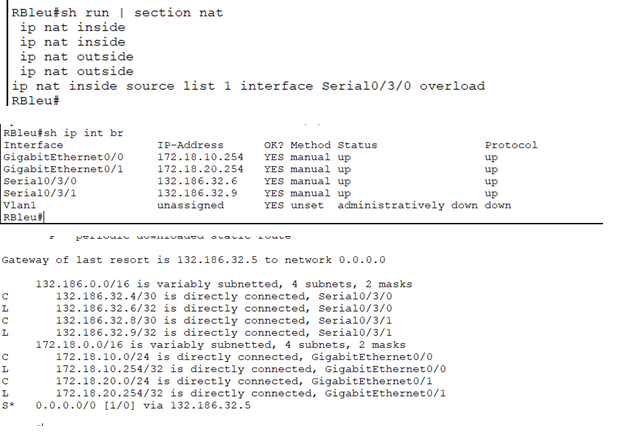 RBleu#sh run | section nat
ip nat inside
ip nat inside
ip nat outside
ip nat outside
ip nat inside source list 1 interface Serial0/3/0 overload
RBleu#
RBleu#sh ip int br
Interface IP-Address OK? Method Status Protocol
GigabitEthernet0/0 172.18.10.254 YES manual up up
GigabitEthernet0/1 172.18.20.254 YES manual up up
Serial0/3/0 132.186.32.6 YES manual up up
Serial0/3/1 132.186.32.9 YES manual up up
Vlan1 unassigned YES unset administratively down down
RBleu#
P - periodic downloaded static route
Gateway of last resort is 132.186.32.5 to network 0.0.0.0
132.186.0.0/16 is variably subnetted, 4 subnets, 2 masks
C 132.186.32.4/30 is directly connected, Serial0/3/0
L 132.186.32.6/32 is directly connected, Serial0/3/0
C 132.186.32.8/30 is directly connected, Serial0/3/1
L 132.186.32.9/32 is directly connected, Serial0/3/1
172.18.0.0/16 is variably subnetted, 4 subnets, 2 masks
C 172.18.10.0/24 is directly connected, GigabitEthernet0/0
L 172.18.10.254/32 is directly connected, GigabitEthernet0/0
C 172.18.20.0/24 is directly connected, GigabitEthernet0/1
L 172.18.20.254/32 is directly connected, GigabitEthernet0/1
S* 0.0.0.0/0 [1/0] via 132.186.32.5